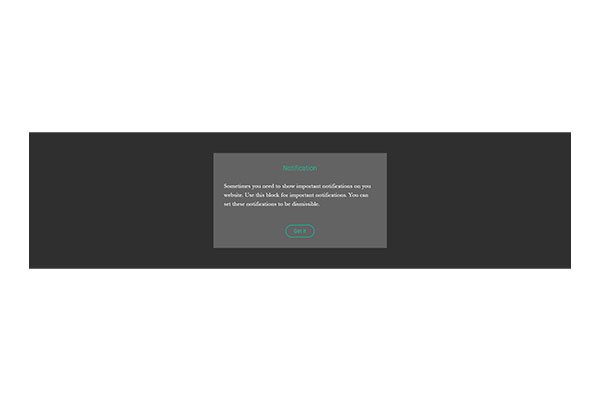 Notification
Sometimes you need to show important notifications on you
website. Use this block for important notifications. You can
set these notifications to be dismissible.
Got it